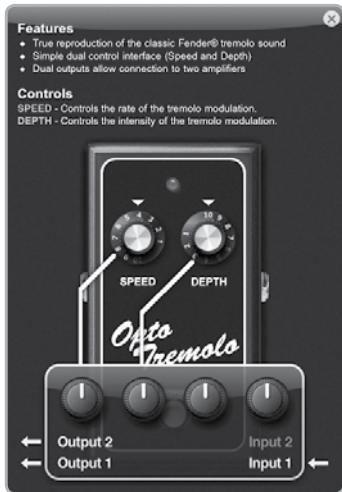 Features
◆ True reproduction of the classic Fender® tremolo sound
◆ Simple dual control interface (Speed and Depth)
◆ Dual outputs allow connection to two amplifiers
Controls
SPEED - Controls the rate of the tremolo modulation.
DEPTH - Controls the intensity of the tremolo modulation.
SPEED DEPTH
Opto
Tremolo
Output 2 Input 2
Output 1 Input 1